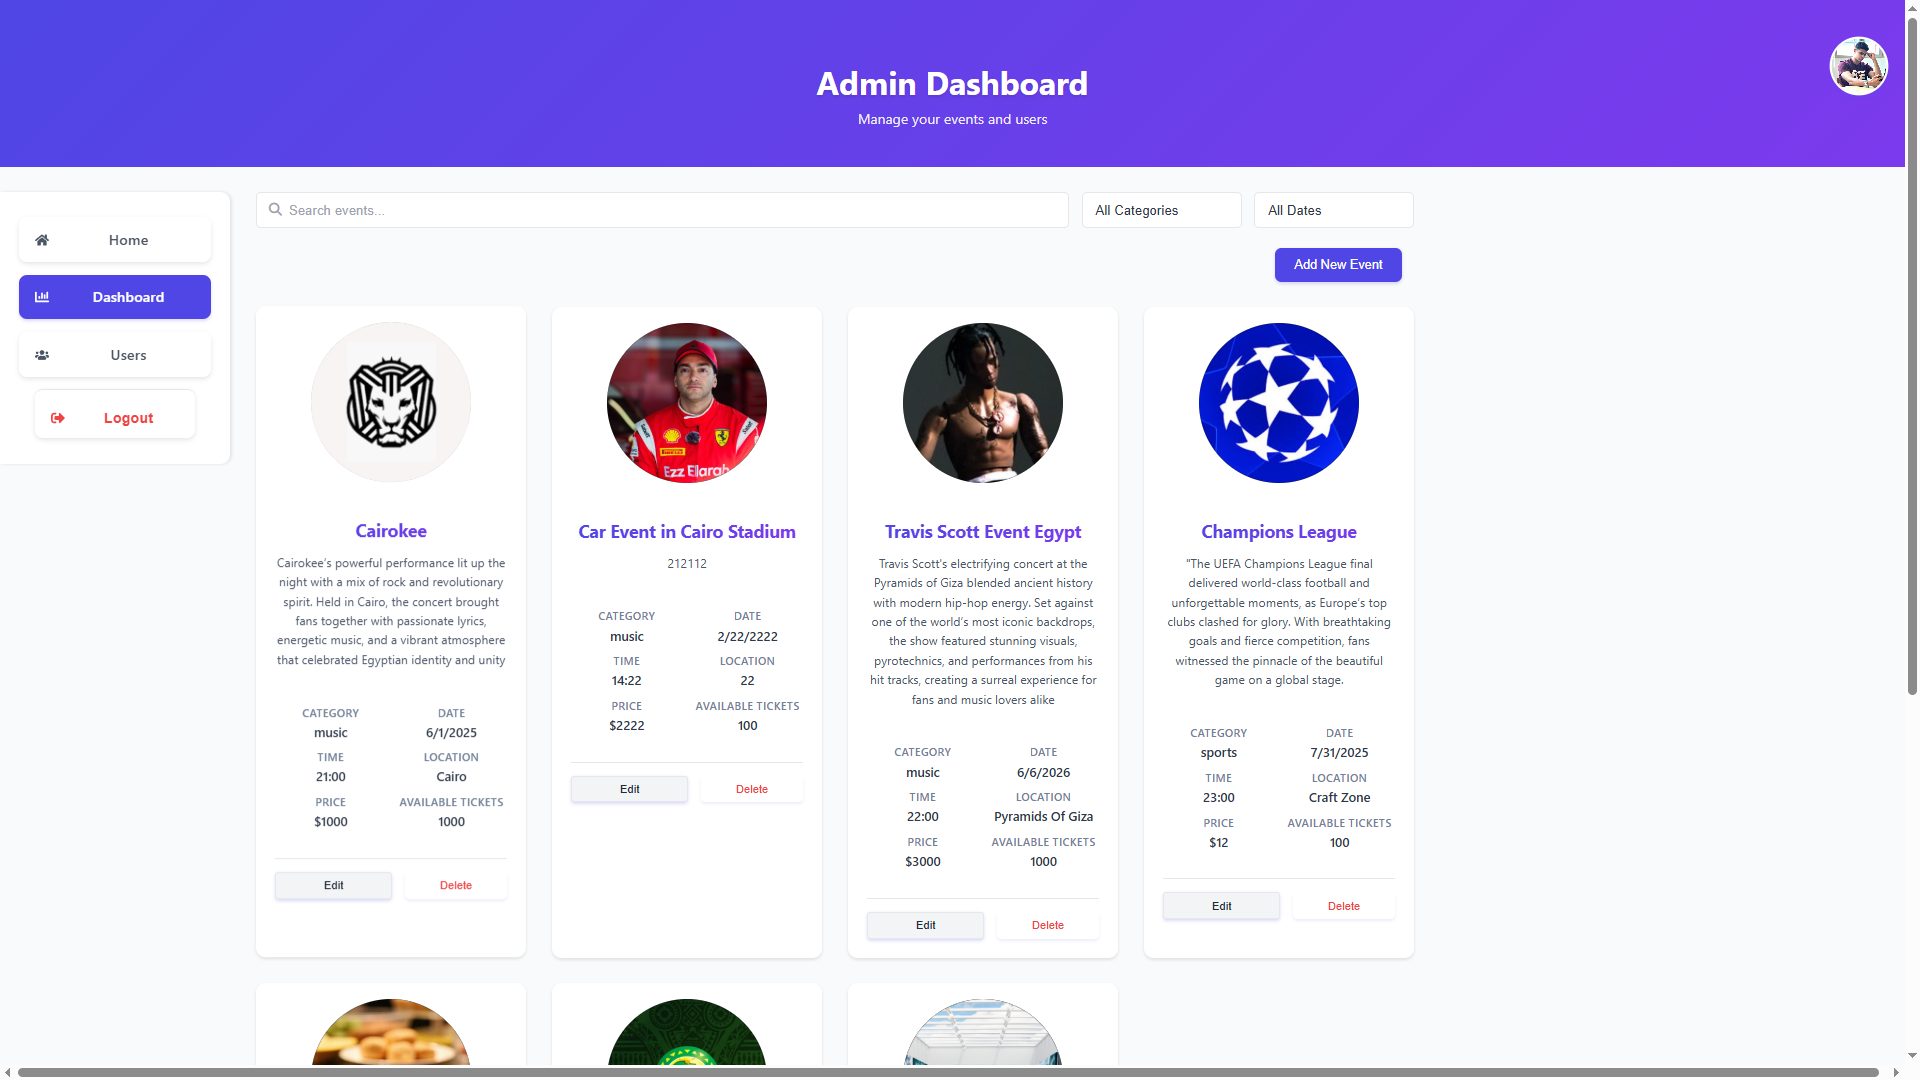 Admin Dashboard
Manage your events and users
Home
Dashboard
Users
Logout
Search events...
All Categories
All Dates
Add New Event
Cairokee
Cairokee's powerful performance lit up the
night with a mix of rock and revolutionary
spirit. Held in Cairo, the concert brought
fans together with passionate lyrics,
energetic music, and a vibrant atmosphere
that celebrated Egyptian identity and unity
CATEGORY DATE
music 6/1/2025
TIME LOCATION
21:00 Cairo
PRICE AVAILABLE TICKETS
$1000 1000
Edit Delete
Ezz Ellarab
Car Event in Cairo Stadium
212112
CATEGORY DATE
music 2/22/2222
TIME LOCATION
14:22 22
PRICE AVAILABLE TICKETS
$2222 100
Edit Delete
Travis Scott Event Egypt
Travis Scott's electrifying concert at the
Pyramids of Giza blended ancient history
with modern hip-hop energy. Set against
one of the world's most iconic backdrops,
the show featured stunning visuals,
pyrotechnics, and performances from his
hit tracks, creating a surreal experience for
fans and music lovers alike
CATEGORY DATE
music 6/6/2026
TIME LOCATION
22:00 Pyramids Of Giza
PRICE AVAILABLE TICKETS
$3000 1000
Edit Delete
Champions League
"The UEFA Champions League final
delivered world-class football and
unforgettable moments, as Europe's top
clubs clashed for glory. With breathtaking
goals and fierce competition, fans
witnessed the pinnacle of the beautiful
game on a global stage.
CATEGORY DATE
sports 7/31/2025
TIME LOCATION
23:00 Craft Zone
PRICE AVAILABLE TICKETS
$12 100
Edit Delete